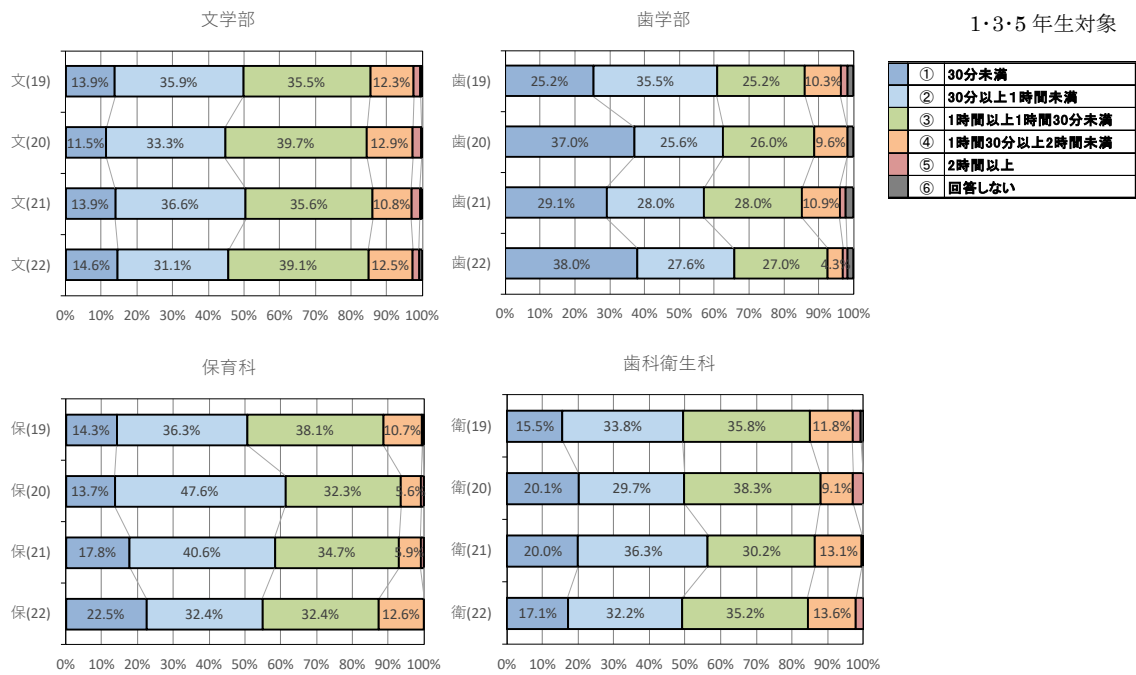 文学部
文(19) 13.9% 35.9% 35.5% 12.3%
文(20) 11.5% 33.3% 39.7% 12.9%
文(21) 13.9% 36.6% 35.6% 10.8%
文(22) 14.6% 31.1% 39.1% 12.5%
0% 10% 20% 30% 40% 50% 60% 70% 80% 90% 100%
歯学部
歯(19) 25.2% 35.5% 25.2% 10.3%
歯(20) 37.0% 25.6% 26.0% 9.6%
歯(21) 29.1% 28.0% 28.0% 10.9%
歯(22) 38.0% 27.6% 27.0% 4.3%
0% 10% 20% 30% 40% 50% 60% 70% 80% 90% 100%
1・3・5 年生対象
① 30分未満
② 30分以上1時間未満
③ 1時間以上1時間30分未満
④ 1時間30分以上2時間未満
⑤ 2時間以上
⑥ 回答しない
保育科
保(19) 14.3% 36.3% 38.1% 10.7%
保(20) 13.7% 47.6% 32.3% 5.6%
保(21) 17.8% 40.6% 34.7% 5.9%
保(22) 22.5% 32.4% 32.4% 12.6%
0% 10% 20% 30% 40% 50% 60% 70% 80% 90% 100%
歯科衛生科
衛(19) 15.5% 33.8% 35.8% 11.8%
衛(20) 20.1% 29.7% 38.3% 9.1%
衛(21) 20.0% 36.3% 30.2% 13.1%
衛(22) 17.1% 32.2% 35.2% 13.6%
0% 10% 20% 30% 40% 50% 60% 70% 80% 90% 100%